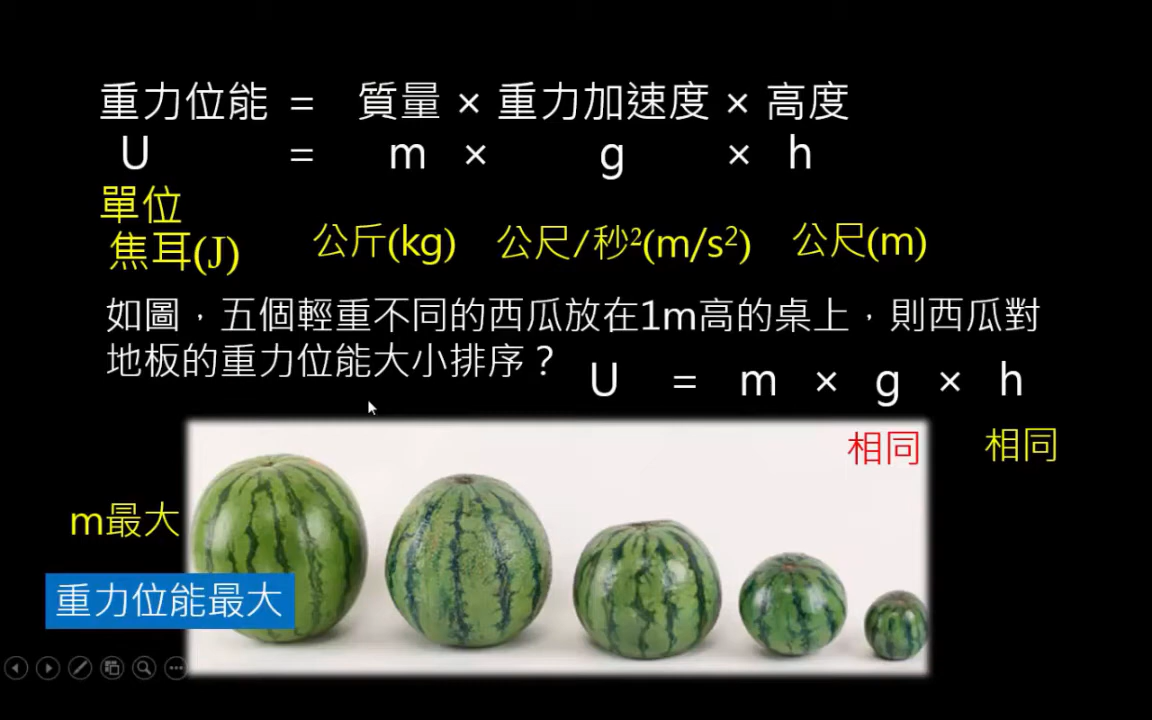 重力位能 = 質量 × 重力加速度 × 高度
U = m × g × h
單位
焦耳(J) 公斤(kg) 公尺/秒²(m/s²) 公尺(m)
如圖，五個輕重不同的西瓜放在1m高的桌上，則西瓜對
地板的重力位能大小排序？
U = m × g × h
相同 相同
m最大
重力位能最大